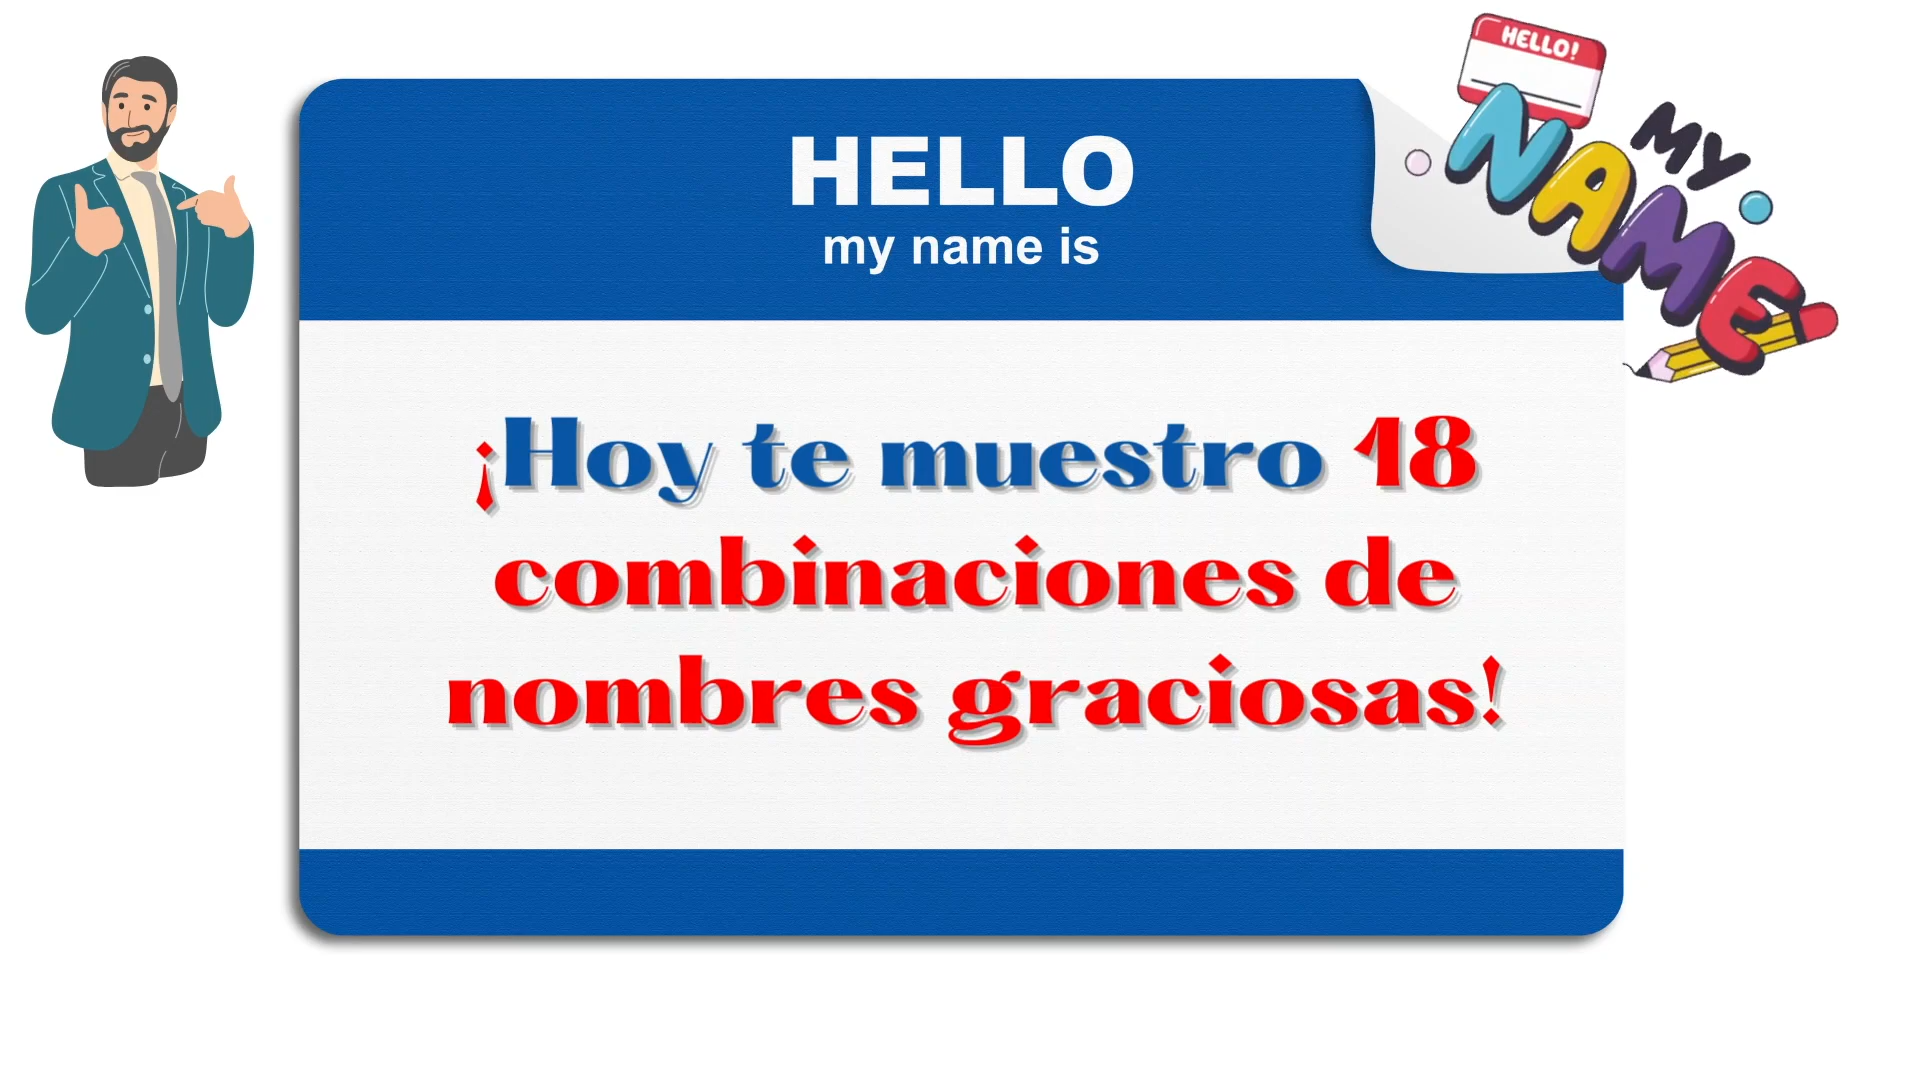 HELLO
my name is
HELLO!
MY
NAME
¡Hoy te muestro 18
combinaciones de
nombres graciosas!